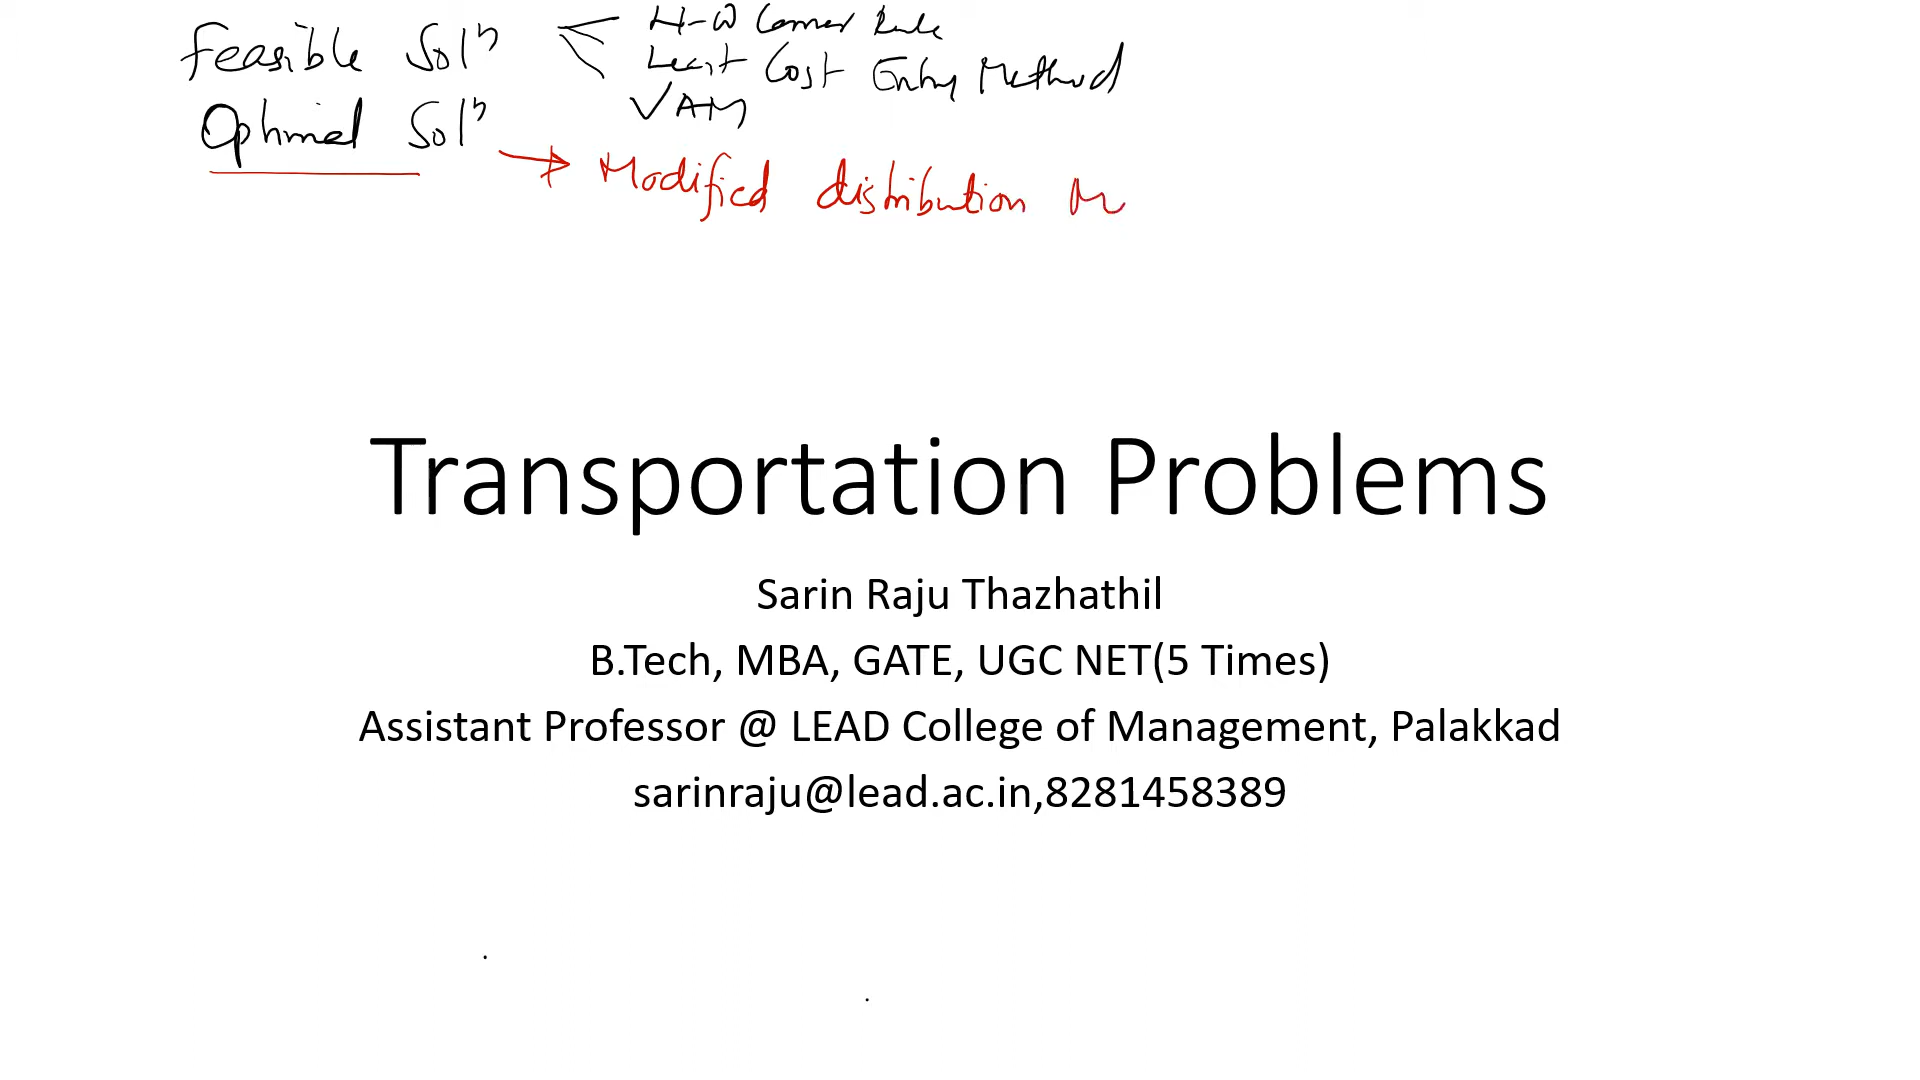 Feasible Solⁿ
N-W Corner Rule
Least Cost Entry Method
VAM
Optimal Solⁿ
Modified distribution M
Transportation Problems
Sarin Raju Thazhathil
B.Tech, MBA, GATE, UGC NET(5 Times)
Assistant Professor @ LEAD College of Management, Palakkad
sarinraju@lead.ac.in,8281458389